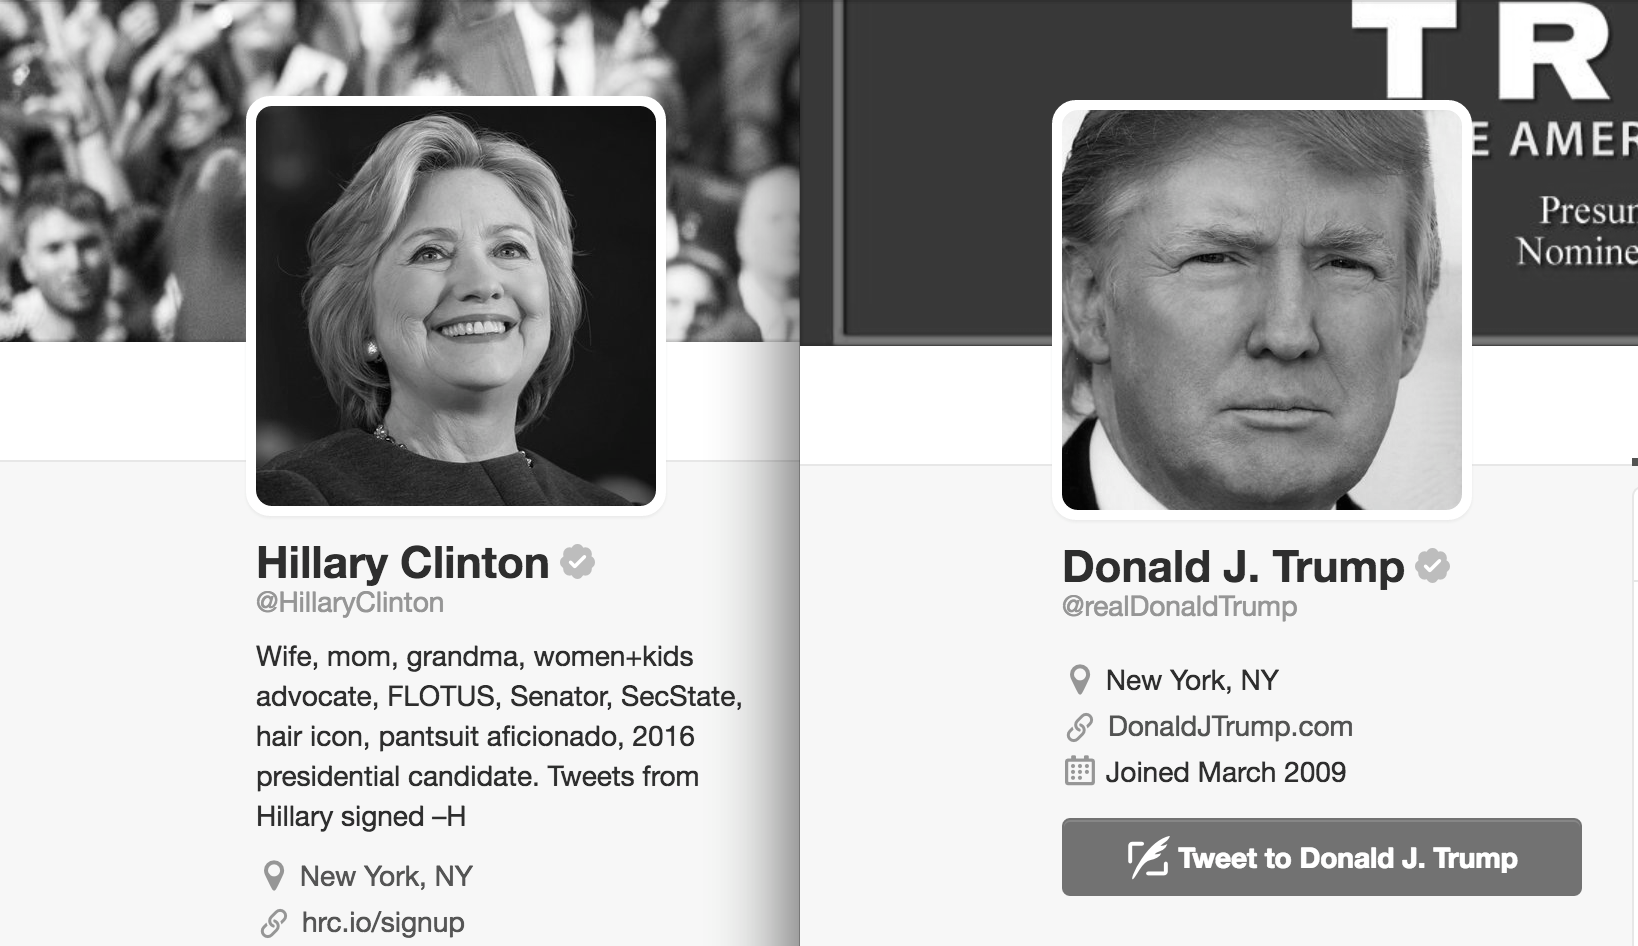 Hillary Clinton
@HillaryClinton
Wife, mom, grandma, women+kids
advocate, FLOTUS, Senator, SecState,
hair icon, pantsuit aficionado, 2016
presidential candidate. Tweets from
Hillary signed –H
New York, NY
hrc.io/signup
TR
E AMER
Presum
Nomine
Donald J. Trump
@realDonaldTrump
New York, NY
DonaldJTrump.com
Joined March 2009
Tweet to Donald J. Trump